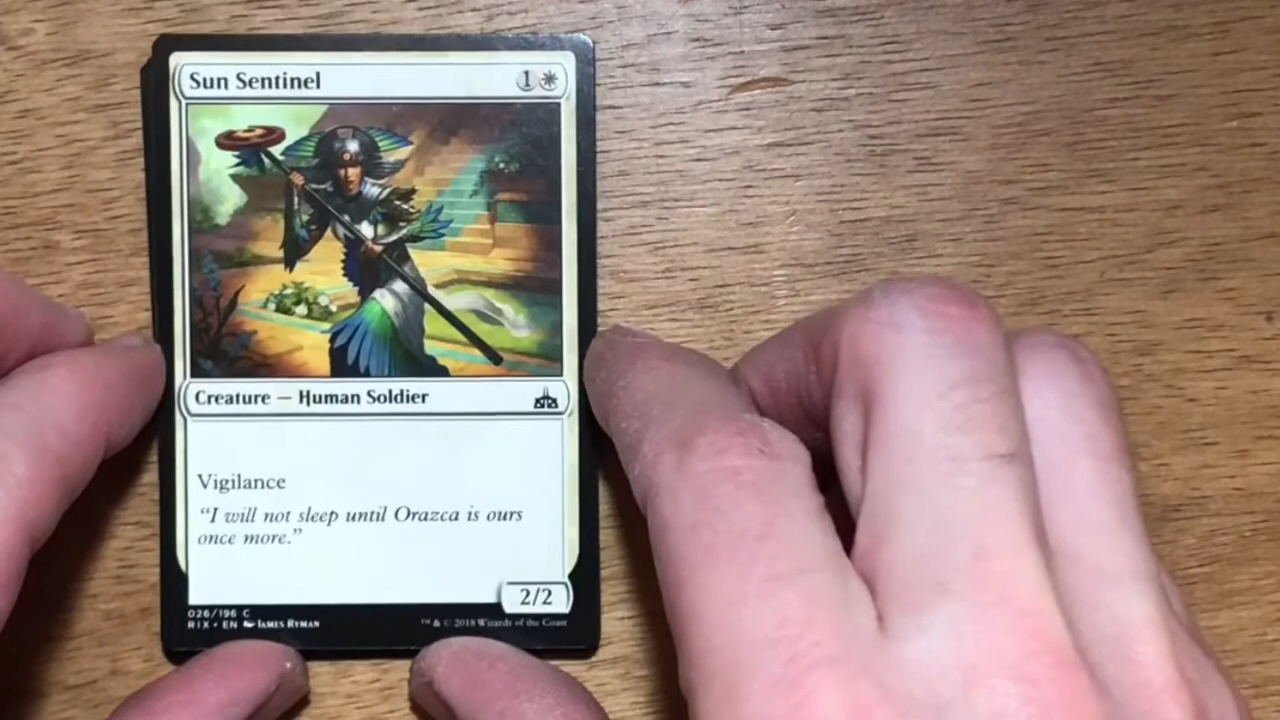 Sun Sentinel 1
Creature — Human Soldier
Vigilance
“I will not sleep until Orazca is ours
once more.”
2/2
026/196 C
RIX • EN James Ryman
™ & © 2018 Wizards of the Coast